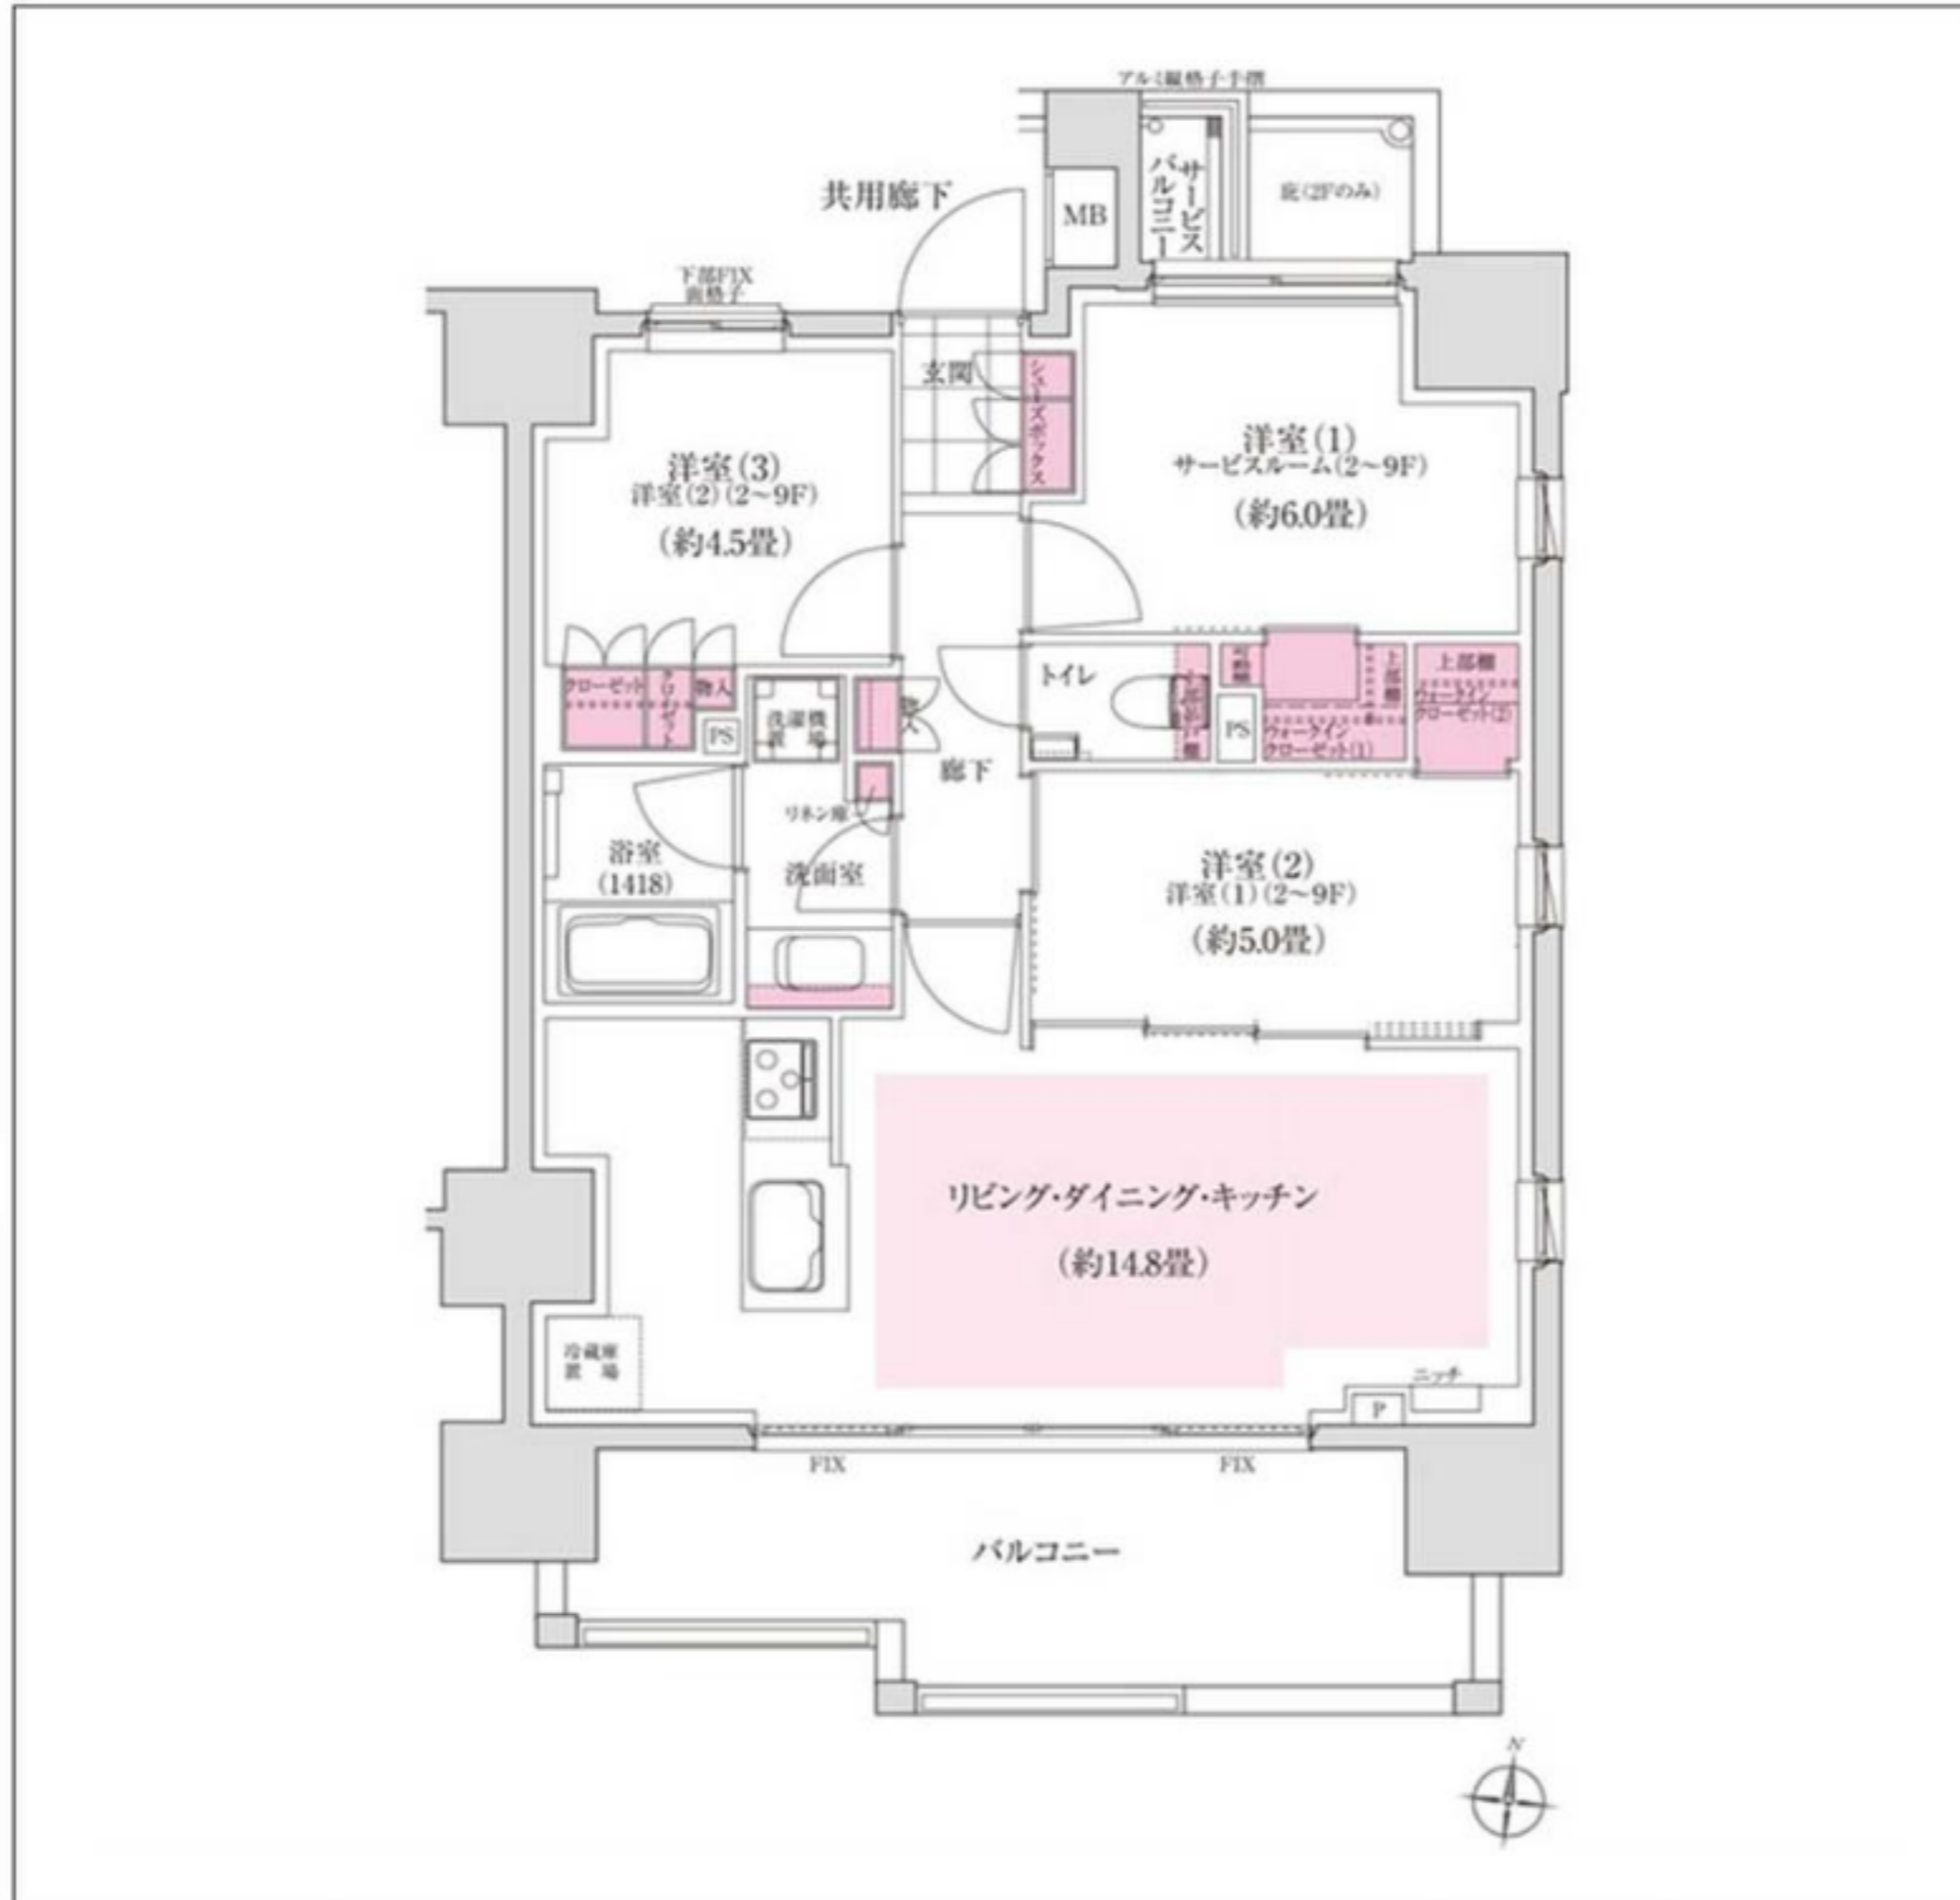 アルミ縦格子手摺
共用廊下
MB
サービス
バルコニー
庇(2Fのみ)
下部FIX
面格子
玄関
シューズボックス
洋室(3)
洋室(2)(2〜9F)
(約4.5畳)
洋室(1)
サービスルーム(2〜9F)
(約6.0畳)
クローゼット
物入
PS
洗濯機
置場
物入
トイレ
PS
上部棚
ウォークイン
クローゼット(1)
上部棚
ウォークイン
クローゼット(2)
廊下
リネン庫
浴室
(1418)
洗面室
洋室(2)
洋室(1)(2〜9F)
(約5.0畳)
リビング・ダイニング・キッチン
(約14.8畳)
冷蔵庫
置場
ニッチ
P
FIX
FIX
バルコニー
N